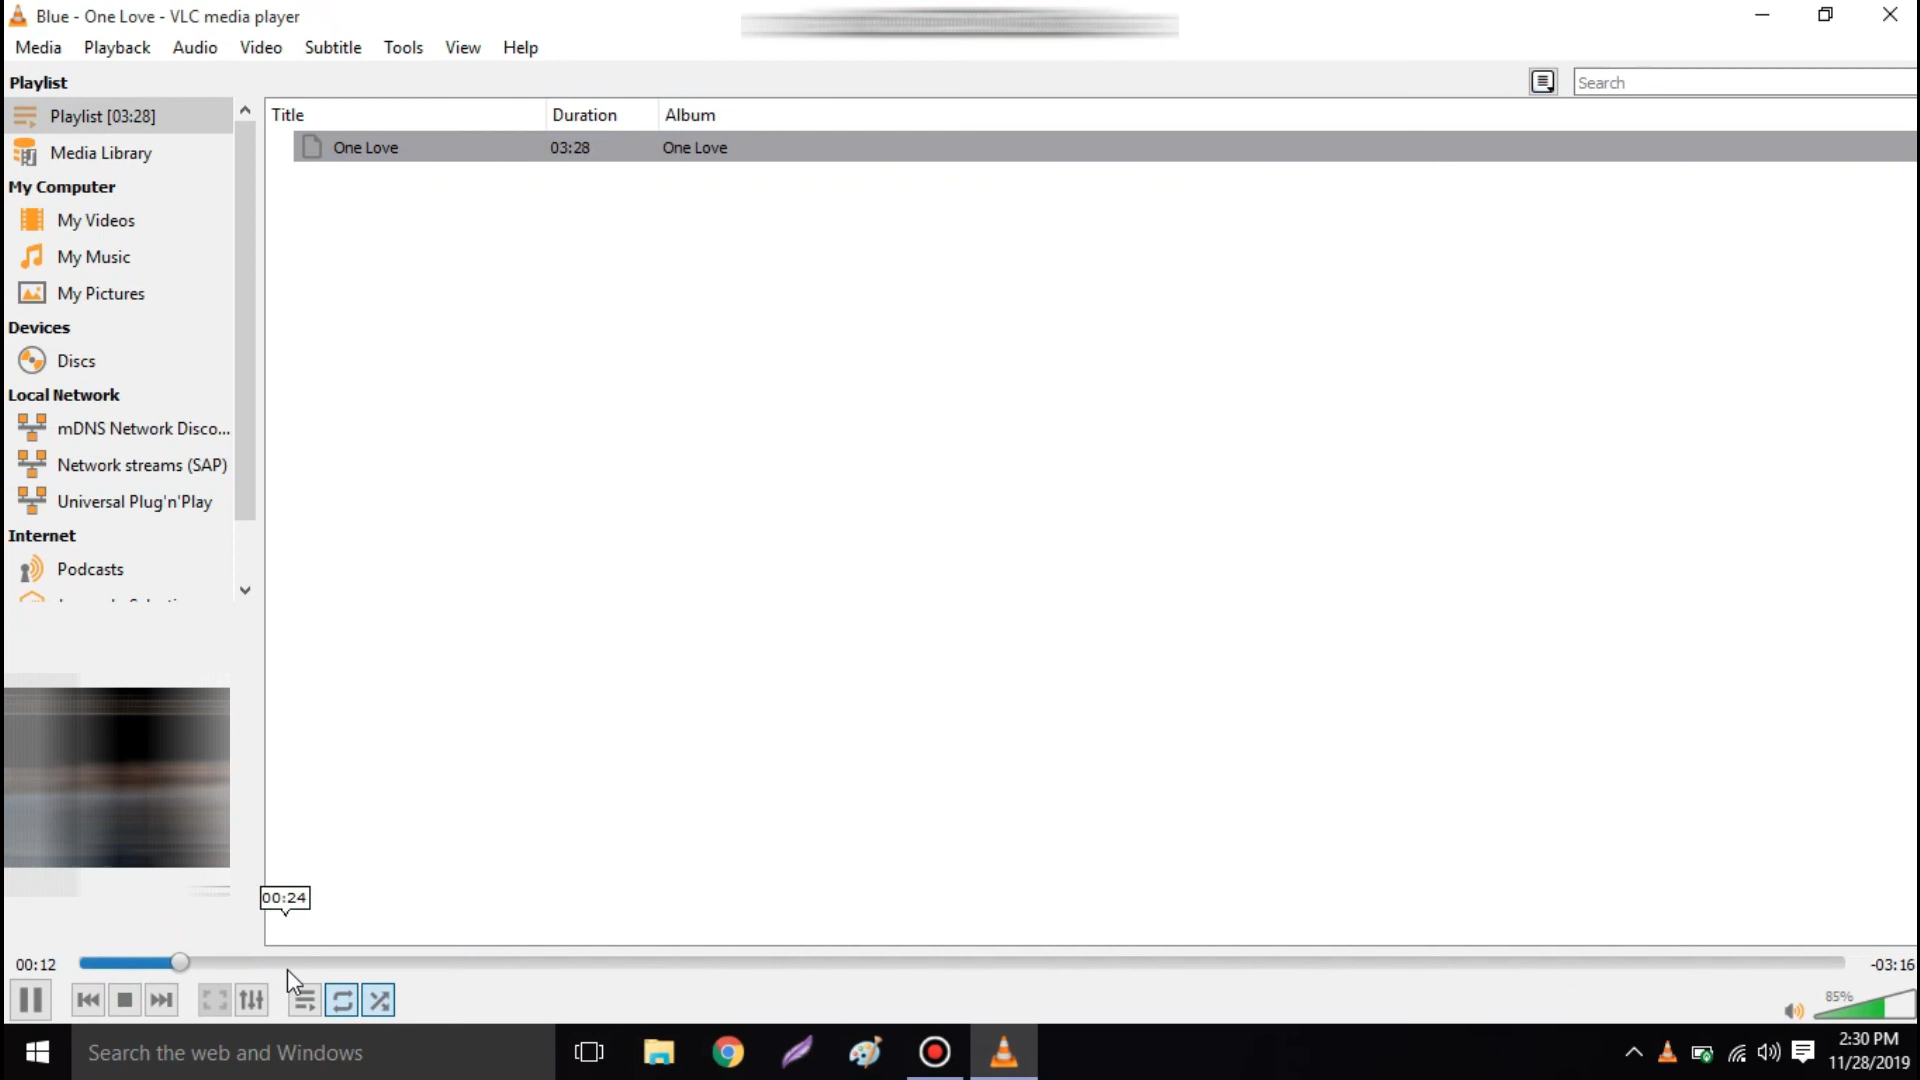 Blue - One Love - VLC media player
Media Playback Audio Video Subtitle Tools View Help
Playlist
Search
Playlist [03:28]
Title Duration Album
One Love 03:28 One Love
Media Library
My Computer
My Videos
My Music
My Pictures
Devices
Discs
Local Network
mDNS Network Disco...
Network streams (SAP)
Universal Plug'n'Play
Internet
Podcasts
00:24
00:12
-03:16
85%
Search the web and Windows
2:30 PM
11/28/2019